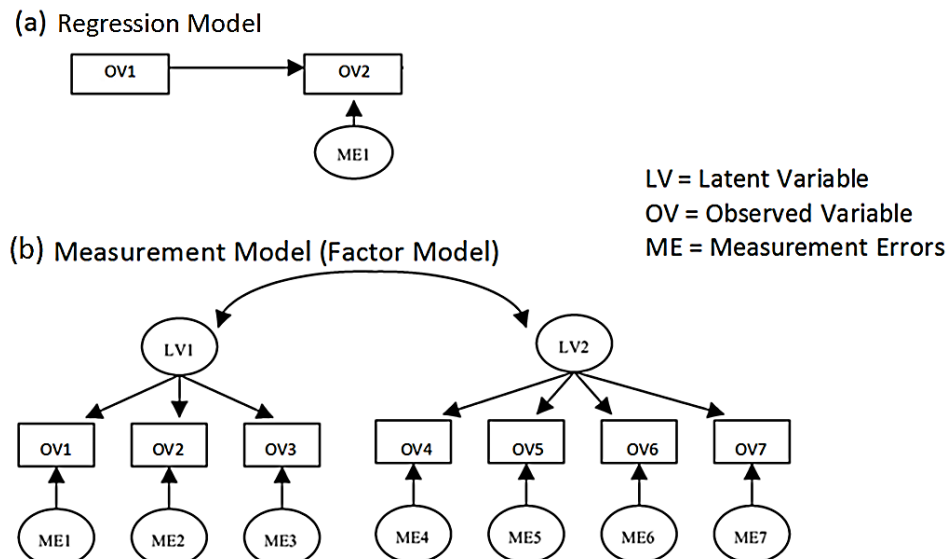 (a) Regression Model
OV1 OV2
ME1
LV = Latent Variable
OV = Observed Variable
ME = Measurement Errors
(b) Measurement Model (Factor Model)
LV1 LV2
OV1 OV2 OV3 OV4 OV5 OV6 OV7
ME1 ME2 ME3 ME4 ME5 ME6 ME7